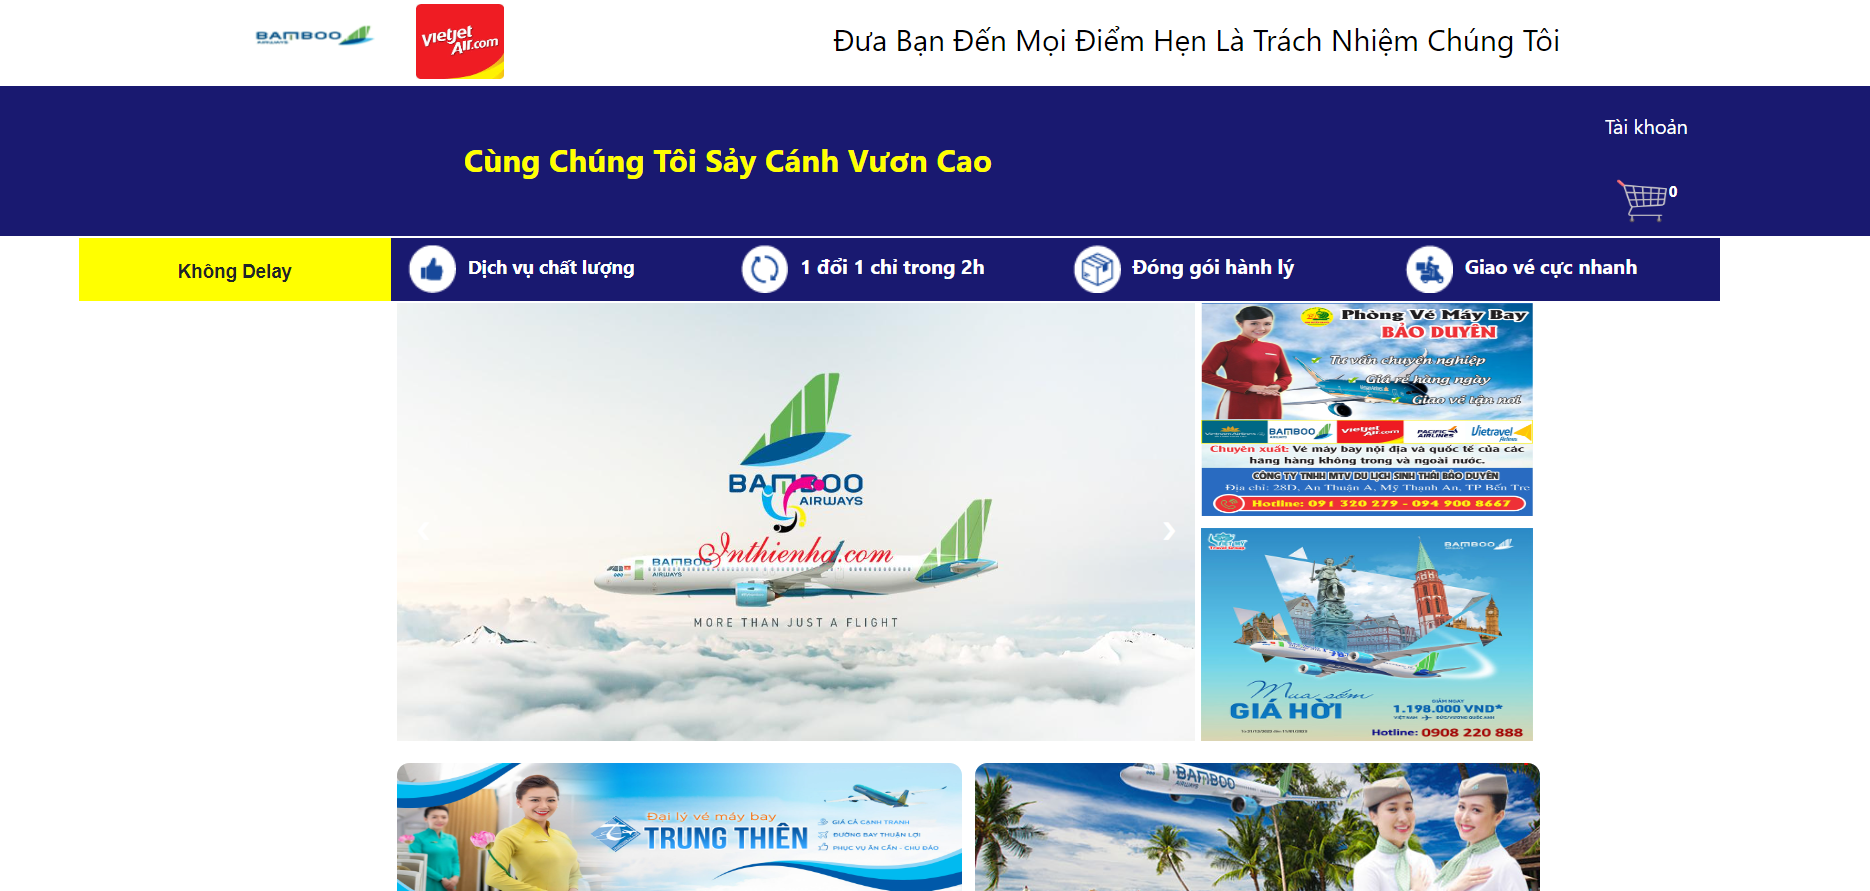 BAMBOO
AIRWAYS
Vietjet
Air.com
Đưa Bạn Đến Mọi Điểm Hẹn Là Trách Nhiệm Chúng Tôi
Tài khoản
Cùng Chúng Tôi Sảy Cánh Vươn Cao
0
Không Delay
Dịch vụ chất lượng
1 đổi 1 chỉ trong 2h
Đóng gói hành lý
Giao vé cực nhanh
BAMBOO
AIRWAYS
Inthienha.com
BAMBOO
AIRWAYS
MORE THAN JUST A FLIGHT
Phòng Vé Máy Bay
BẢO DUYÊN
Tư vấn chuyên nghiệp
Giá rẻ hàng ngày
Giao vé tận nơi
BAMBOO
AIRWAYS
Vietjet
Air.com
PACIFIC
AIRLINES
Vietravel
Airlines
Chuyên xuất: Vé máy bay nội địa và quốc tế của các
hãng hàng không trong và ngoài nước.
CÔNG TY TNHH MTV DU LỊCH SINH THÁI BẢO DUYÊN
Địa chỉ: 28D, An Thuận A, Mỹ Thạnh An, TP Bến Tre
Hotline: 091 320 279 - 094 900 8667
BAMBOO
Mua sớm
GIÁ HỜI
GIẢM NGAY
1.198.000 VND*
VIỆT NAM ĐỨC/VƯƠNG QUỐC ANH
Hotline: 0908 220 888
Đại lý vé máy bay
TRUNG THIÊN
GIÁ CẢ CẠNH TRANH
ĐƯỜNG BAY THUẬN LỢI
PHỤC VỤ ÂN CẦN - CHU ĐÁO
BAMBOO